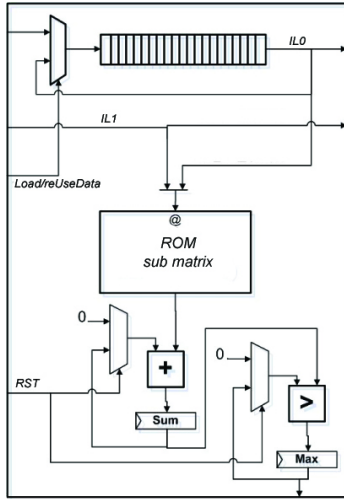 IL0
IL1
Load/reUseData
@
ROM
sub matrix
0
+
0
RST
>
Sum
Max